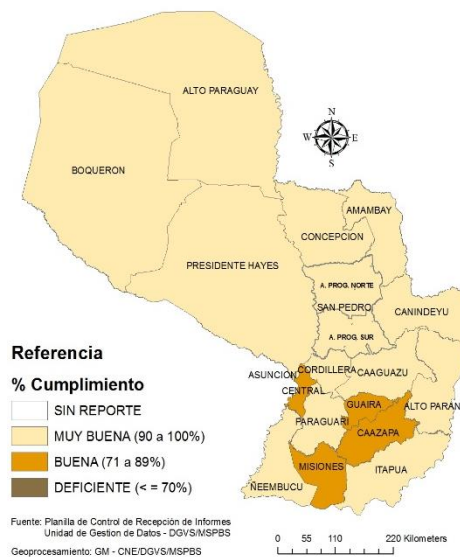 ALTO PARAGUAY
N
W E
S
BOQUERON
AMAMBAY
CONCEPCION
PRESIDENTE HAYES
A. PROG. NORTE
SAN PEDRO
CANINDEYU
A. PROG. SUR
Referencia
% Cumplimiento
SIN REPORTE
MUY BUENA (90 a 100%)
BUENA (71 a 89%)
DEFICIENTE (< = 70%)
ASUNCION
CORDILLERA
CAAGUAZU
CENTRAL
GUAIRA
ALTO PARAN
PARAGUARI
CAAZAPA
MISIONES
ITAPUA
ÑEEMBUCU
Fuente: Planilla de Control de Recepción de Informes
Unidad de Gestion de Datos - DGVS/MSPBS
Geoprocesamiento: GM - CNE/DGVS/MSPBS
0 55 110 220 Kilometers